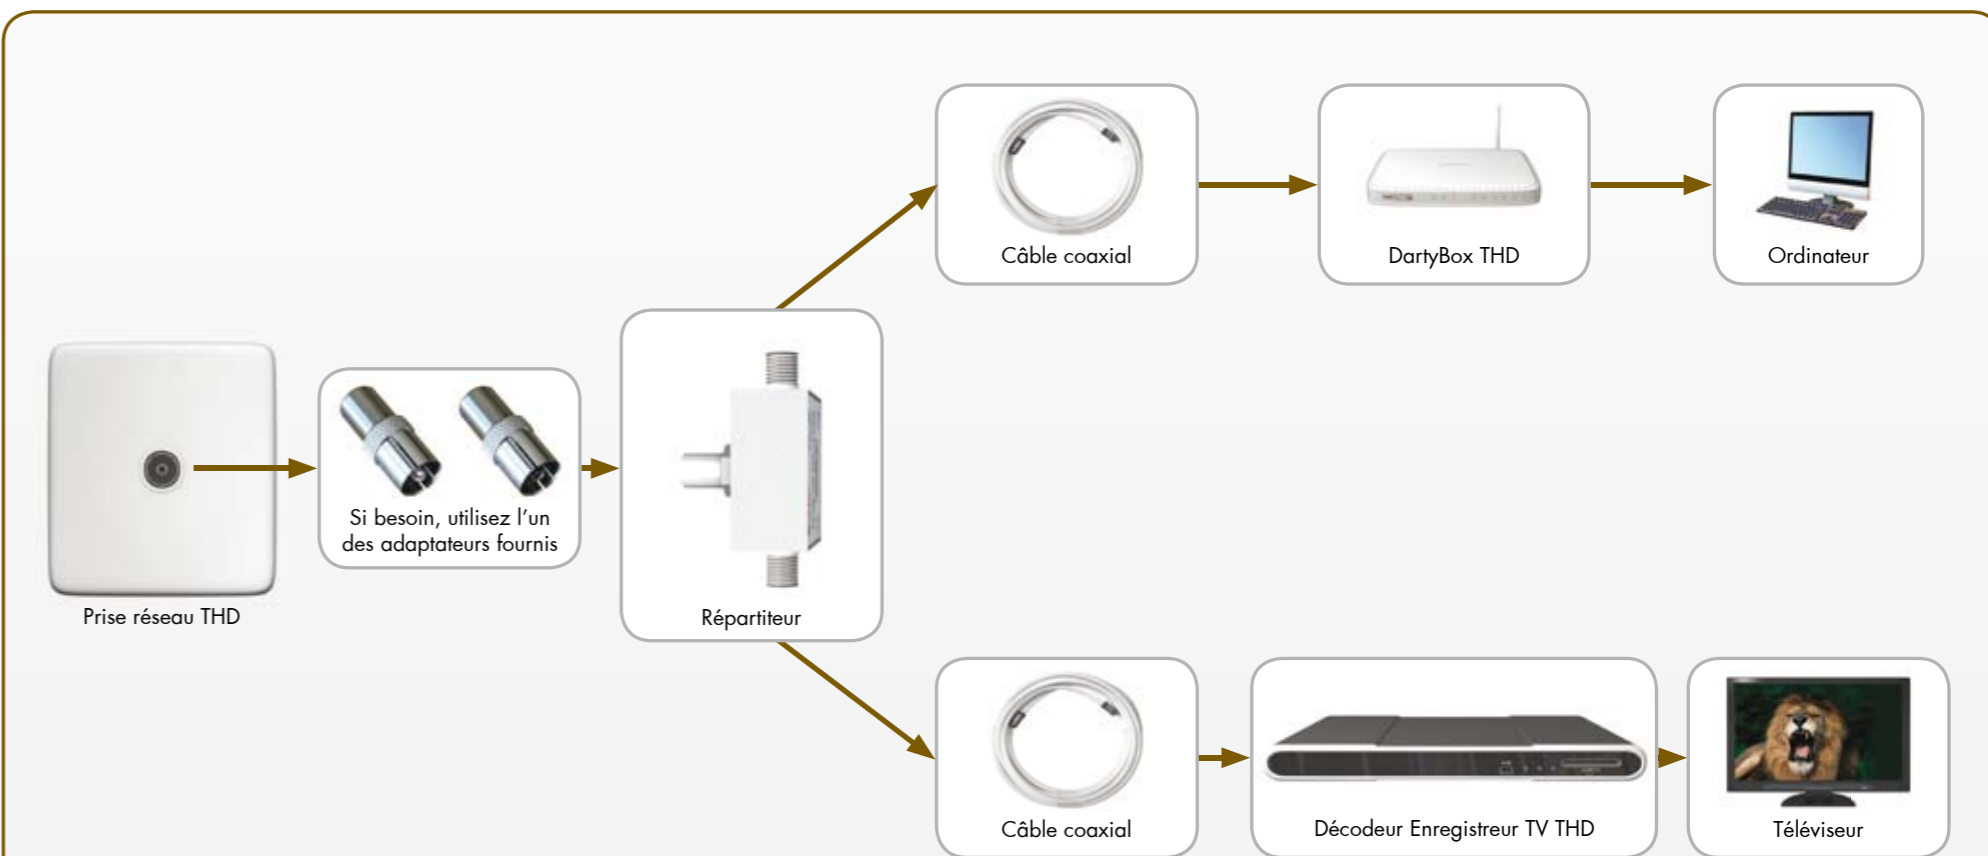 Câble coaxial
DartyBox THD
Ordinateur
Si besoin, utilisez l'un
des adaptateurs fournis
Prise réseau THD
Répartiteur
Câble coaxial
Décodeur Enregistreur TV THD
Téléviseur